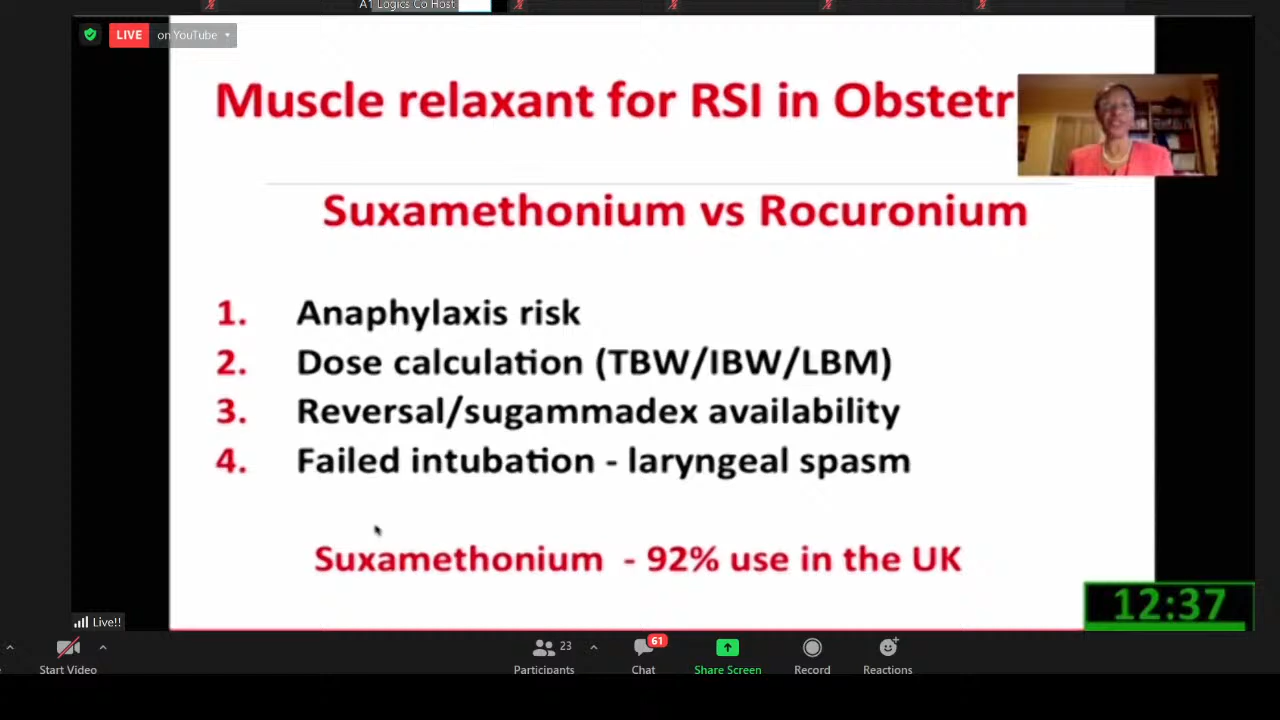 A1 Logics Co Host
LIVE on YouTube
Muscle relaxant for RSI in Obstetr
Suxamethonium vs Rocuronium
1. Anaphylaxis risk
2. Dose calculation (TBW/IBW/LBM)
3. Reversal/sugammadex availability
4. Failed intubation - laryngeal spasm
Suxamethonium - 92% use in the UK
12:37
Live!!
23
61
Start Video
Participants
Chat
Share Screen
Record
Reactions